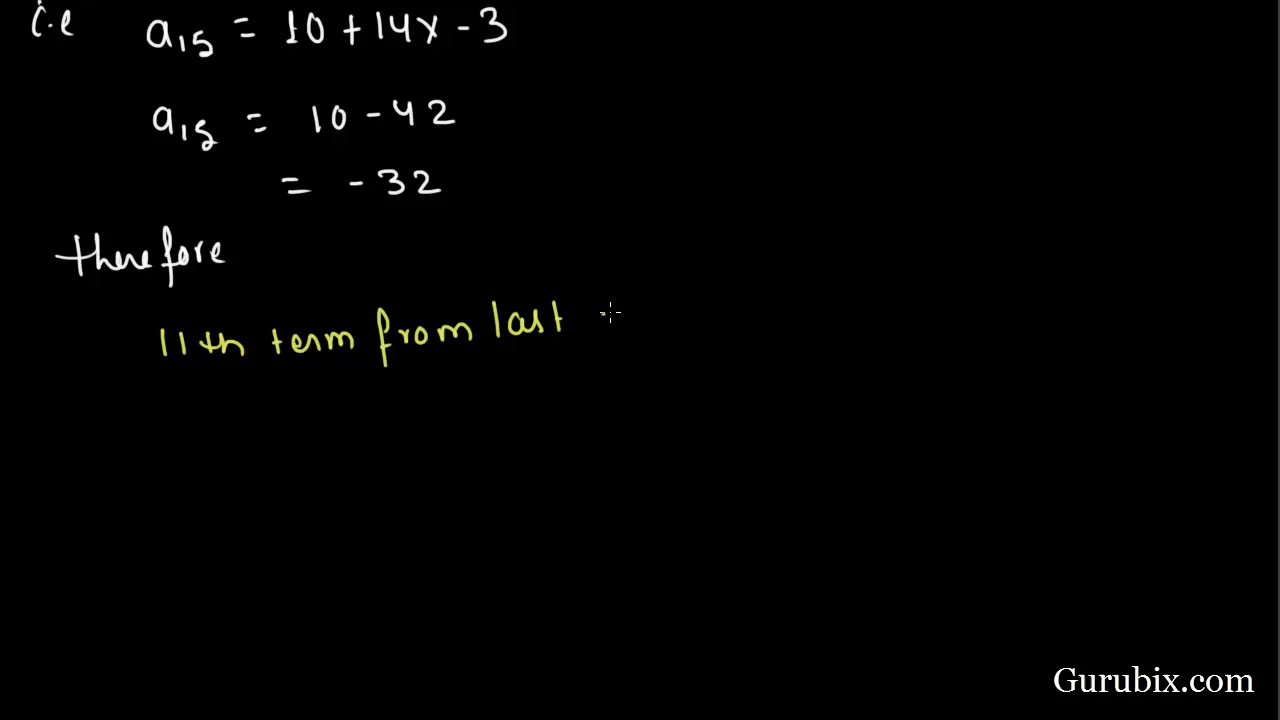 i.e a15 = 10 + 14x - 3
a15 = 10 - 42
= -32
therefore
11th term from last
Gurubix.com